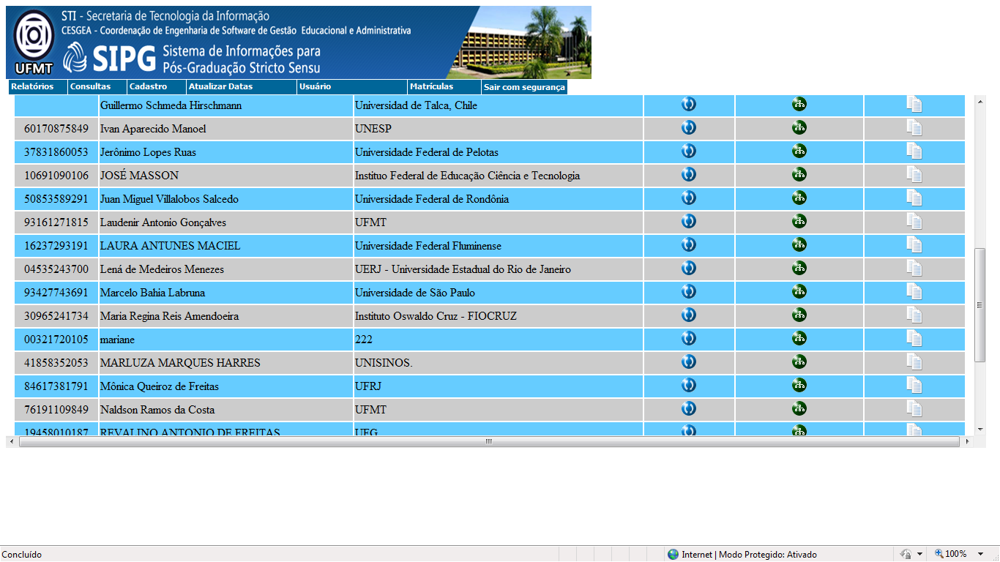 STI - Secretaria de Tecnologia da Informação
CESGEA - Coordenação de Engenharia de Software de Gestão Educacional e Administrativa
SIPG Sistema de Informações para
Pós-Graduação Stricto Sensu
UFMT
Relatórios Consultas Cadastro Atualizar Datas Usuário Matrículas Sair com segurança
Guillermo Schmeda Hirschmann Universidad de Talca, Chile
60170875849 Ivan Aparecido Manoel UNESP
37831860053 Jerônimo Lopes Ruas Universidade Federal de Pelotas
10691090106 JOSÉ MASSON Instituo Federal de Educação Ciência e Tecnologia
50853589291 Juan Miguel Villalobos Salcedo Universidade Federal de Rondônia
93161271815 Laudenir Antonio Gonçalves UFMT
16237293191 LAURA ANTUNES MACIEL Universidade Federal Fluminense
04535243700 Lená de Medeiros Menezes UERJ - Universidade Estadual do Rio de Janeiro
93427743691 Marcelo Bahia Labruna Universidade de São Paulo
30965241734 Maria Regina Reis Amendoeira Instituto Oswaldo Cruz - FIOCRUZ
00321720105 mariane 222
41858352053 MARLUZA MARQUES HARRES UNISINOS.
84617381791 Mônica Queiroz de Freitas UFRJ
76191109849 Naldson Ramos da Costa UFMT
19458010187 REVALINO ANTONIO DE FREITAS UFG
Concluído Internet | Modo Protegido: Ativado 100%